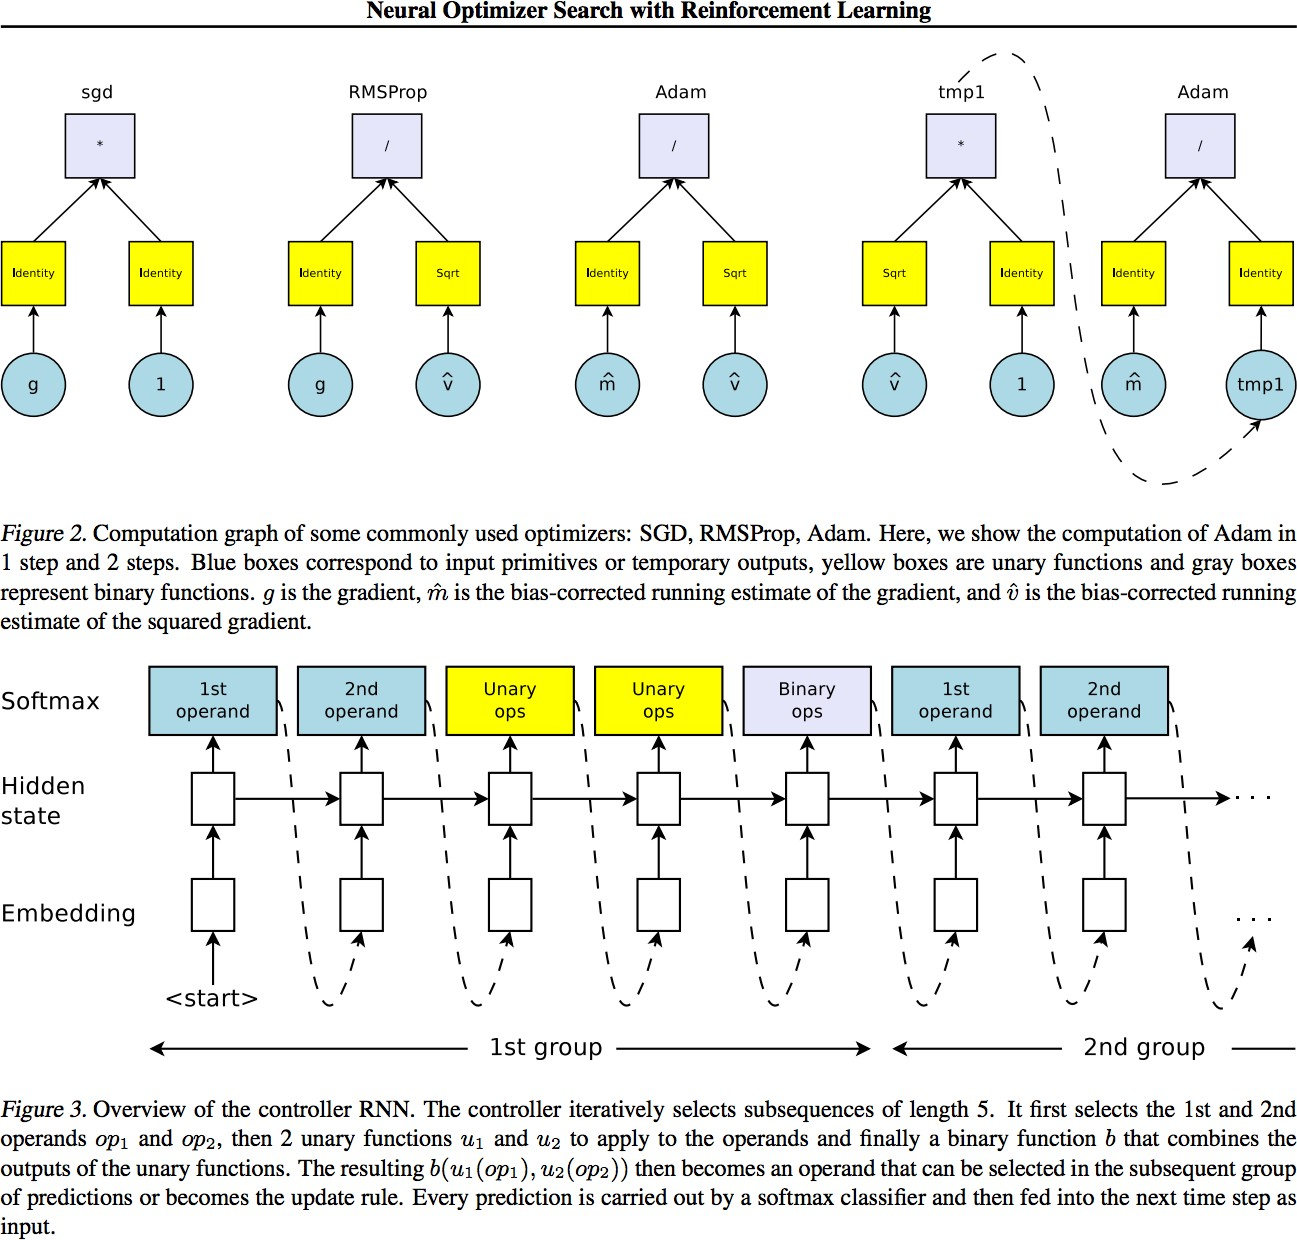 Neural Optimizer Search with Reinforcement Learning
sgd RMSProp Adam tmp1 Adam
* / / * /
Identity Identity Identity Sqrt Identity Sqrt Sqrt Identity Identity Identity
g 1 g v̂ m̂ v̂ v̂ 1 m̂ tmp1
Figure 2. Computation graph of some commonly used optimizers: SGD, RMSProp, Adam. Here, we show the computation of Adam in
1 step and 2 steps. Blue boxes correspond to input primitives or temporary outputs, yellow boxes are unary functions and gray boxes
represent binary functions. g is the gradient, m̂ is the bias-corrected running estimate of the gradient, and v̂ is the bias-corrected running
estimate of the squared gradient.
Softmax
1st
operand
2nd
operand
Unary
ops
Unary
ops
Binary
ops
1st
operand
2nd
operand
Hidden
state
. . .
Embedding
. . .
<start>
1st group 2nd group
Figure 3. Overview of the controller RNN. The controller iteratively selects subsequences of length 5. It first selects the 1st and 2nd
operands op₁ and op₂, then 2 unary functions u₁ and u₂ to apply to the operands and finally a binary function b that combines the
outputs of the unary functions. The resulting b(u₁(op₁), u₂(op₂)) then becomes an operand that can be selected in the subsequent group
of predictions or becomes the update rule. Every prediction is carried out by a softmax classifier and then fed into the next time step as
input.